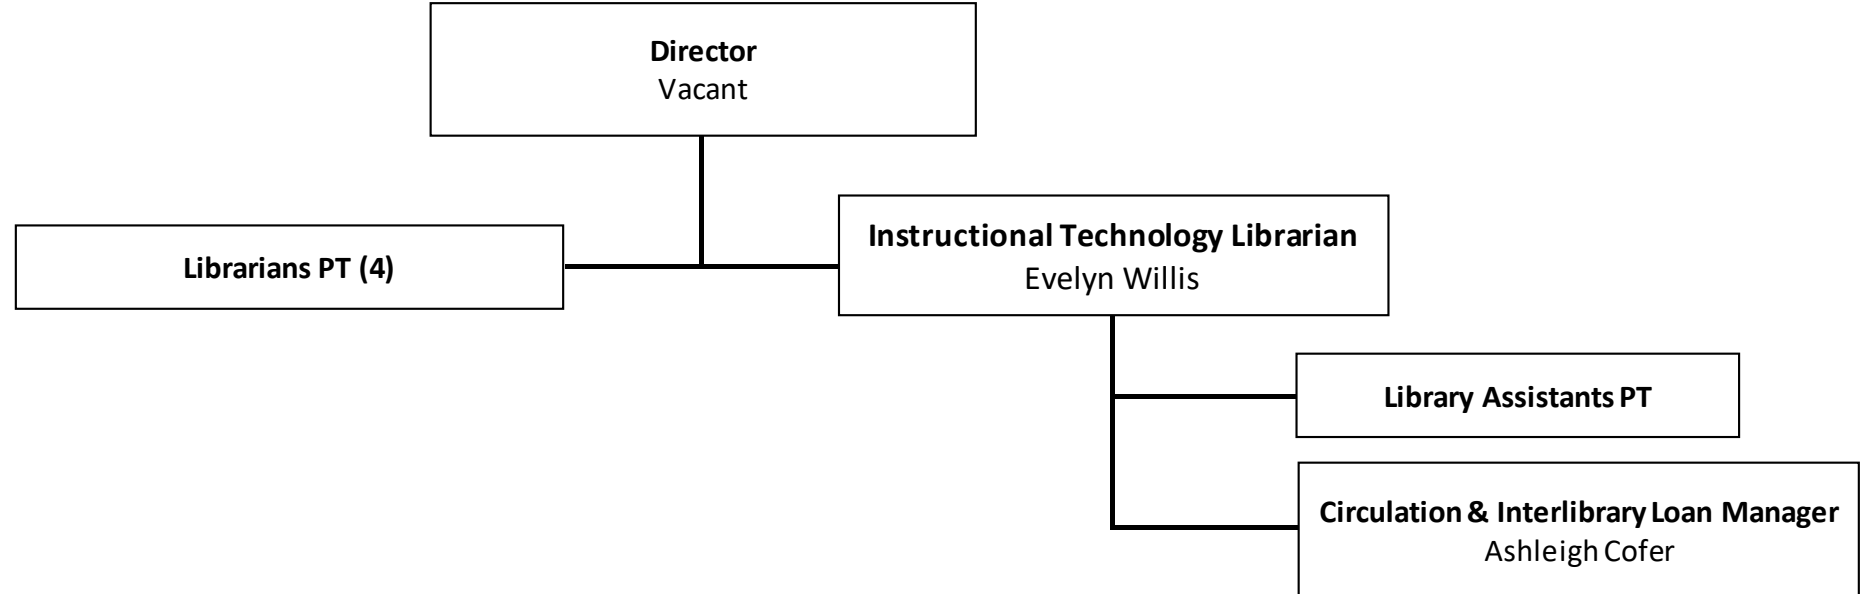 Director
Vacant
Librarians PT (4)
Instructional Technology Librarian
Evelyn Willis
Library Assistants PT
Circulation & Interlibrary Loan Manager
Ashleigh Cofer